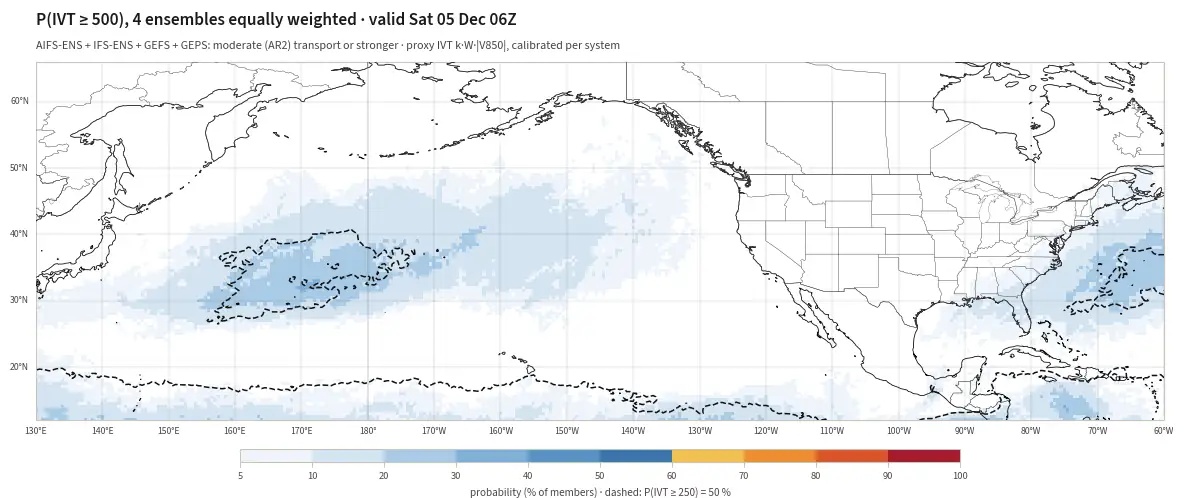 P(IVT ≥ 500), 4 ensembles equally weighted · valid Sat 05 Dec 06Z
AIFS-ENS + IFS-ENS + GEFS + GEPS: moderate (AR2) transport or stronger · proxy IVT k·W·|V850|, calibrated per system
60°N
50°N
40°N
30°N
20°N
130°E 140°E 150°E 160°E 170°E 180° 170°W 160°W 150°W 140°W 130°W 120°W 110°W 100°W 90°W 80°W 70°W 60°W
5 10 20 30 40 50 60 70 80 90 100
probability (% of members) · dashed: P(IVT ≥ 250) = 50 %